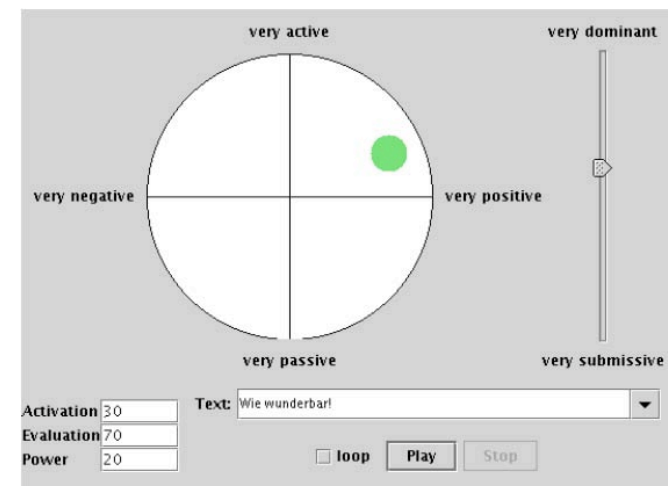 very active
very dominant
very negative
very positive
very passive
very submissive
Activation 30
Evaluation 70
Power 20
Text: Wie wunderbar!
loop Play Stop